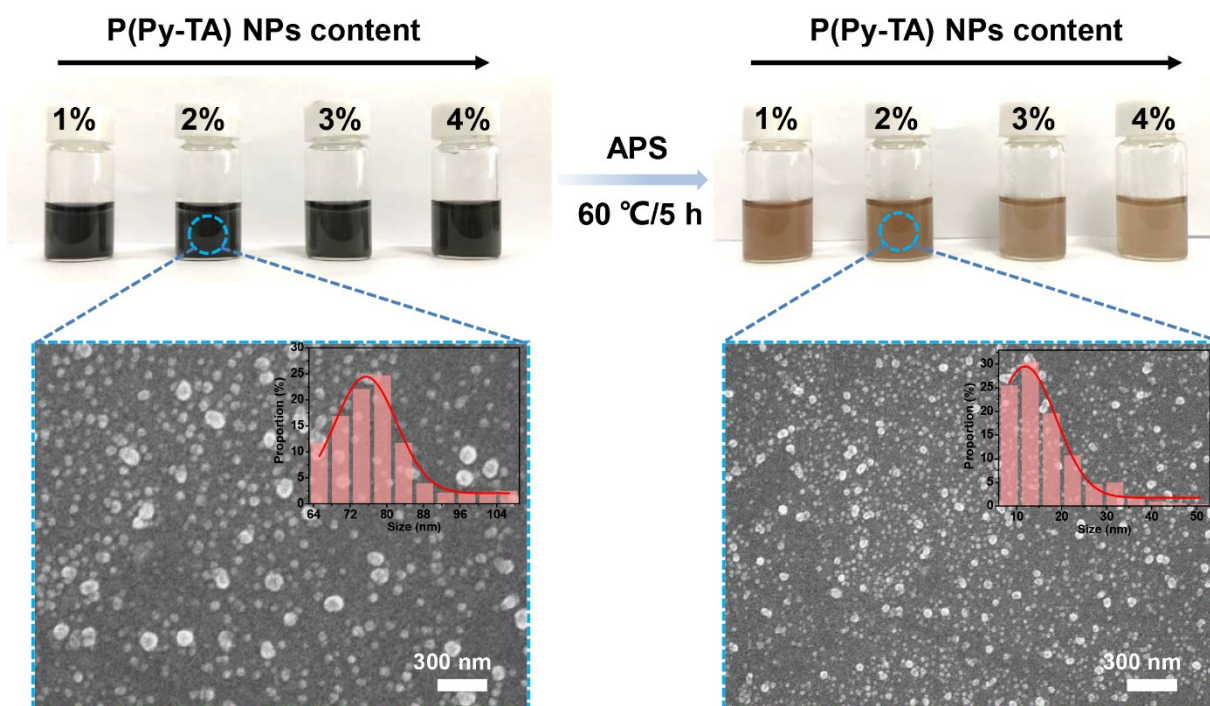 P(Py-TA) NPs content
P(Py-TA) NPs content
1% 2% 3% 4%
APS
60 ℃/5 h
1% 2% 3% 4%
30
25
20
15
10
5
0
Proportion (%)
64 72 80 88 96 104
Size (nm)
300 nm
30
25
20
15
10
5
0
Proportion (%)
10 20 30 40 50
Size (nm)
300 nm